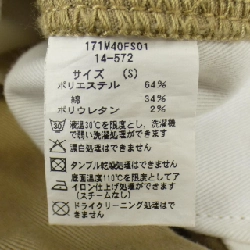 171W40FS01
14-572
サイズ (S)
ポリエステル 64%
綿 34%
ポリウレタン 2%
液温30℃を限度とし、洗濯機
で弱い洗濯処理ができます
漂白処理はできません
タンブル乾燥処理はできません
底面温度110℃を限度としてア
イロン仕上げ処理ができます
(スチームなし)
ドライクリーニング処理はで
きません